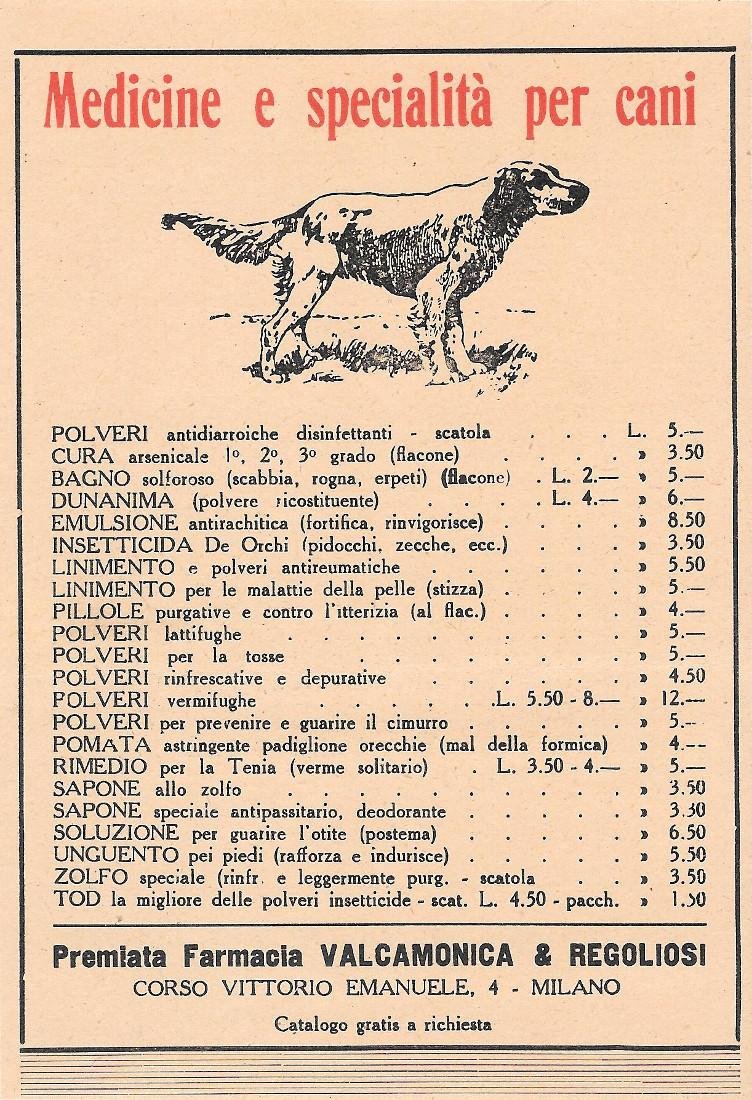 Medicine e specialità per cani
POLVERI antidiarroiche disinfettanti - scatola . . . L. 5.—
CURA arsenicale 1º, 2º, 3º grado (flacone) . . . . » 3.50
BAGNO solforoso (scabbia, rogna, erpeti) (flacone) . L. 2.— » 5.—
DUNANIMA (polvere ricostituente) . . . . L. 4.— » 6.—
EMULSIONE antirachitica (fortifica, rinvigorisce) . . . . » 8.50
INSETTICIDA De Orchi (pidocchi, zecche, ecc.) . . . » 3.50
LINIMENTO e polveri antireumatiche . . . . . . » 5.50
LINIMENTO per le malattie della pelle (stizza) . . . . » 5.—
PILLOLE purgative e contro l'itterizia (al flac.) . . . . » 4.—
POLVERI lattifughe . . . . . . . . . » 5.—
POLVERI per la tosse . . . . . . . . » 5.—
POLVERI rinfrescative e depurative . . . . . . » 4.50
POLVERI vermifughe . . . . . .L. 5.50 - 8.— » 12.—
POLVERI per prevenire e guarire il cimurro . . . . . » 5.—
POMATA astringente padiglione orecchie (mal della formica) » 4.—
RIMEDIO per la Tenia (verme solitario) . L. 3.50 - 4.— » 5.—
SAPONE allo zolfo . . . . . . . . . » 3.50
SAPONE speciale antipassitario, deodorante . . . . . » 3.30
SOLUZIONE per guarire l'otite (postema) . . . . . » 6.50
UNGUENTO pei piedi (rafforza e indurisce) . . . . . » 5.50
ZOLFO speciale (rinfr. e leggermente purg. - scatola . . » 3.50
TOD la migliore delle polveri insetticide - scat. L. 4.50 - pacch. » 1.50
Premiata Farmacia VALCAMONICA & REGOLIOSI
CORSO VITTORIO EMANUELE, 4 - MILANO
Catalogo gratis a richiesta